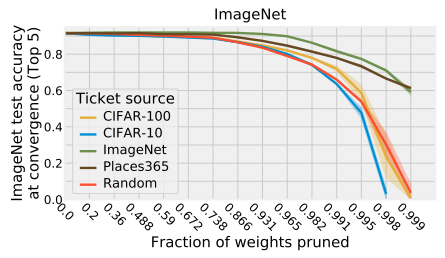 ImageNet
ImageNet test accuracy
at convergence (Top 5)
0.8
0.6
0.4
0.2
0.0
Ticket source
CIFAR-100
CIFAR-10
ImageNet
Places365
Random
0.0 0.2 0.36 0.488 0.59 0.672 0.738 0.866 0.931 0.965 0.982 0.991 0.995 0.998 0.999
Fraction of weights pruned